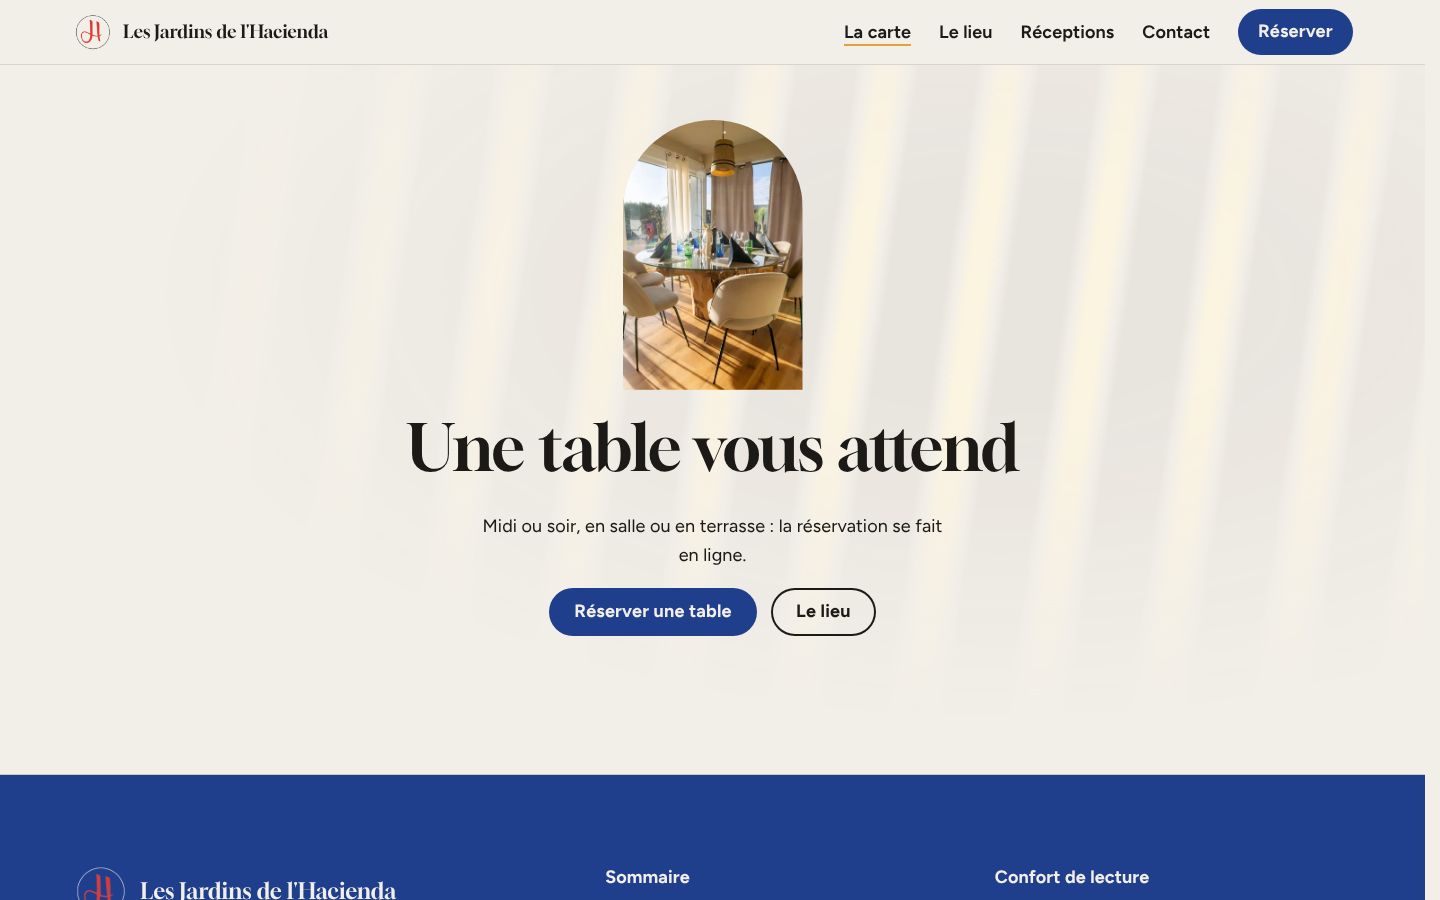 Les Jardins de l'Hacienda
La carte
Le lieu
Réceptions
Contact
Réserver
Une table vous attend
Midi ou soir, en salle ou en terrasse : la réservation se fait
en ligne.
Réserver une table
Le lieu
Les Jardins de l'Hacienda
Sommaire
Confort de lecture